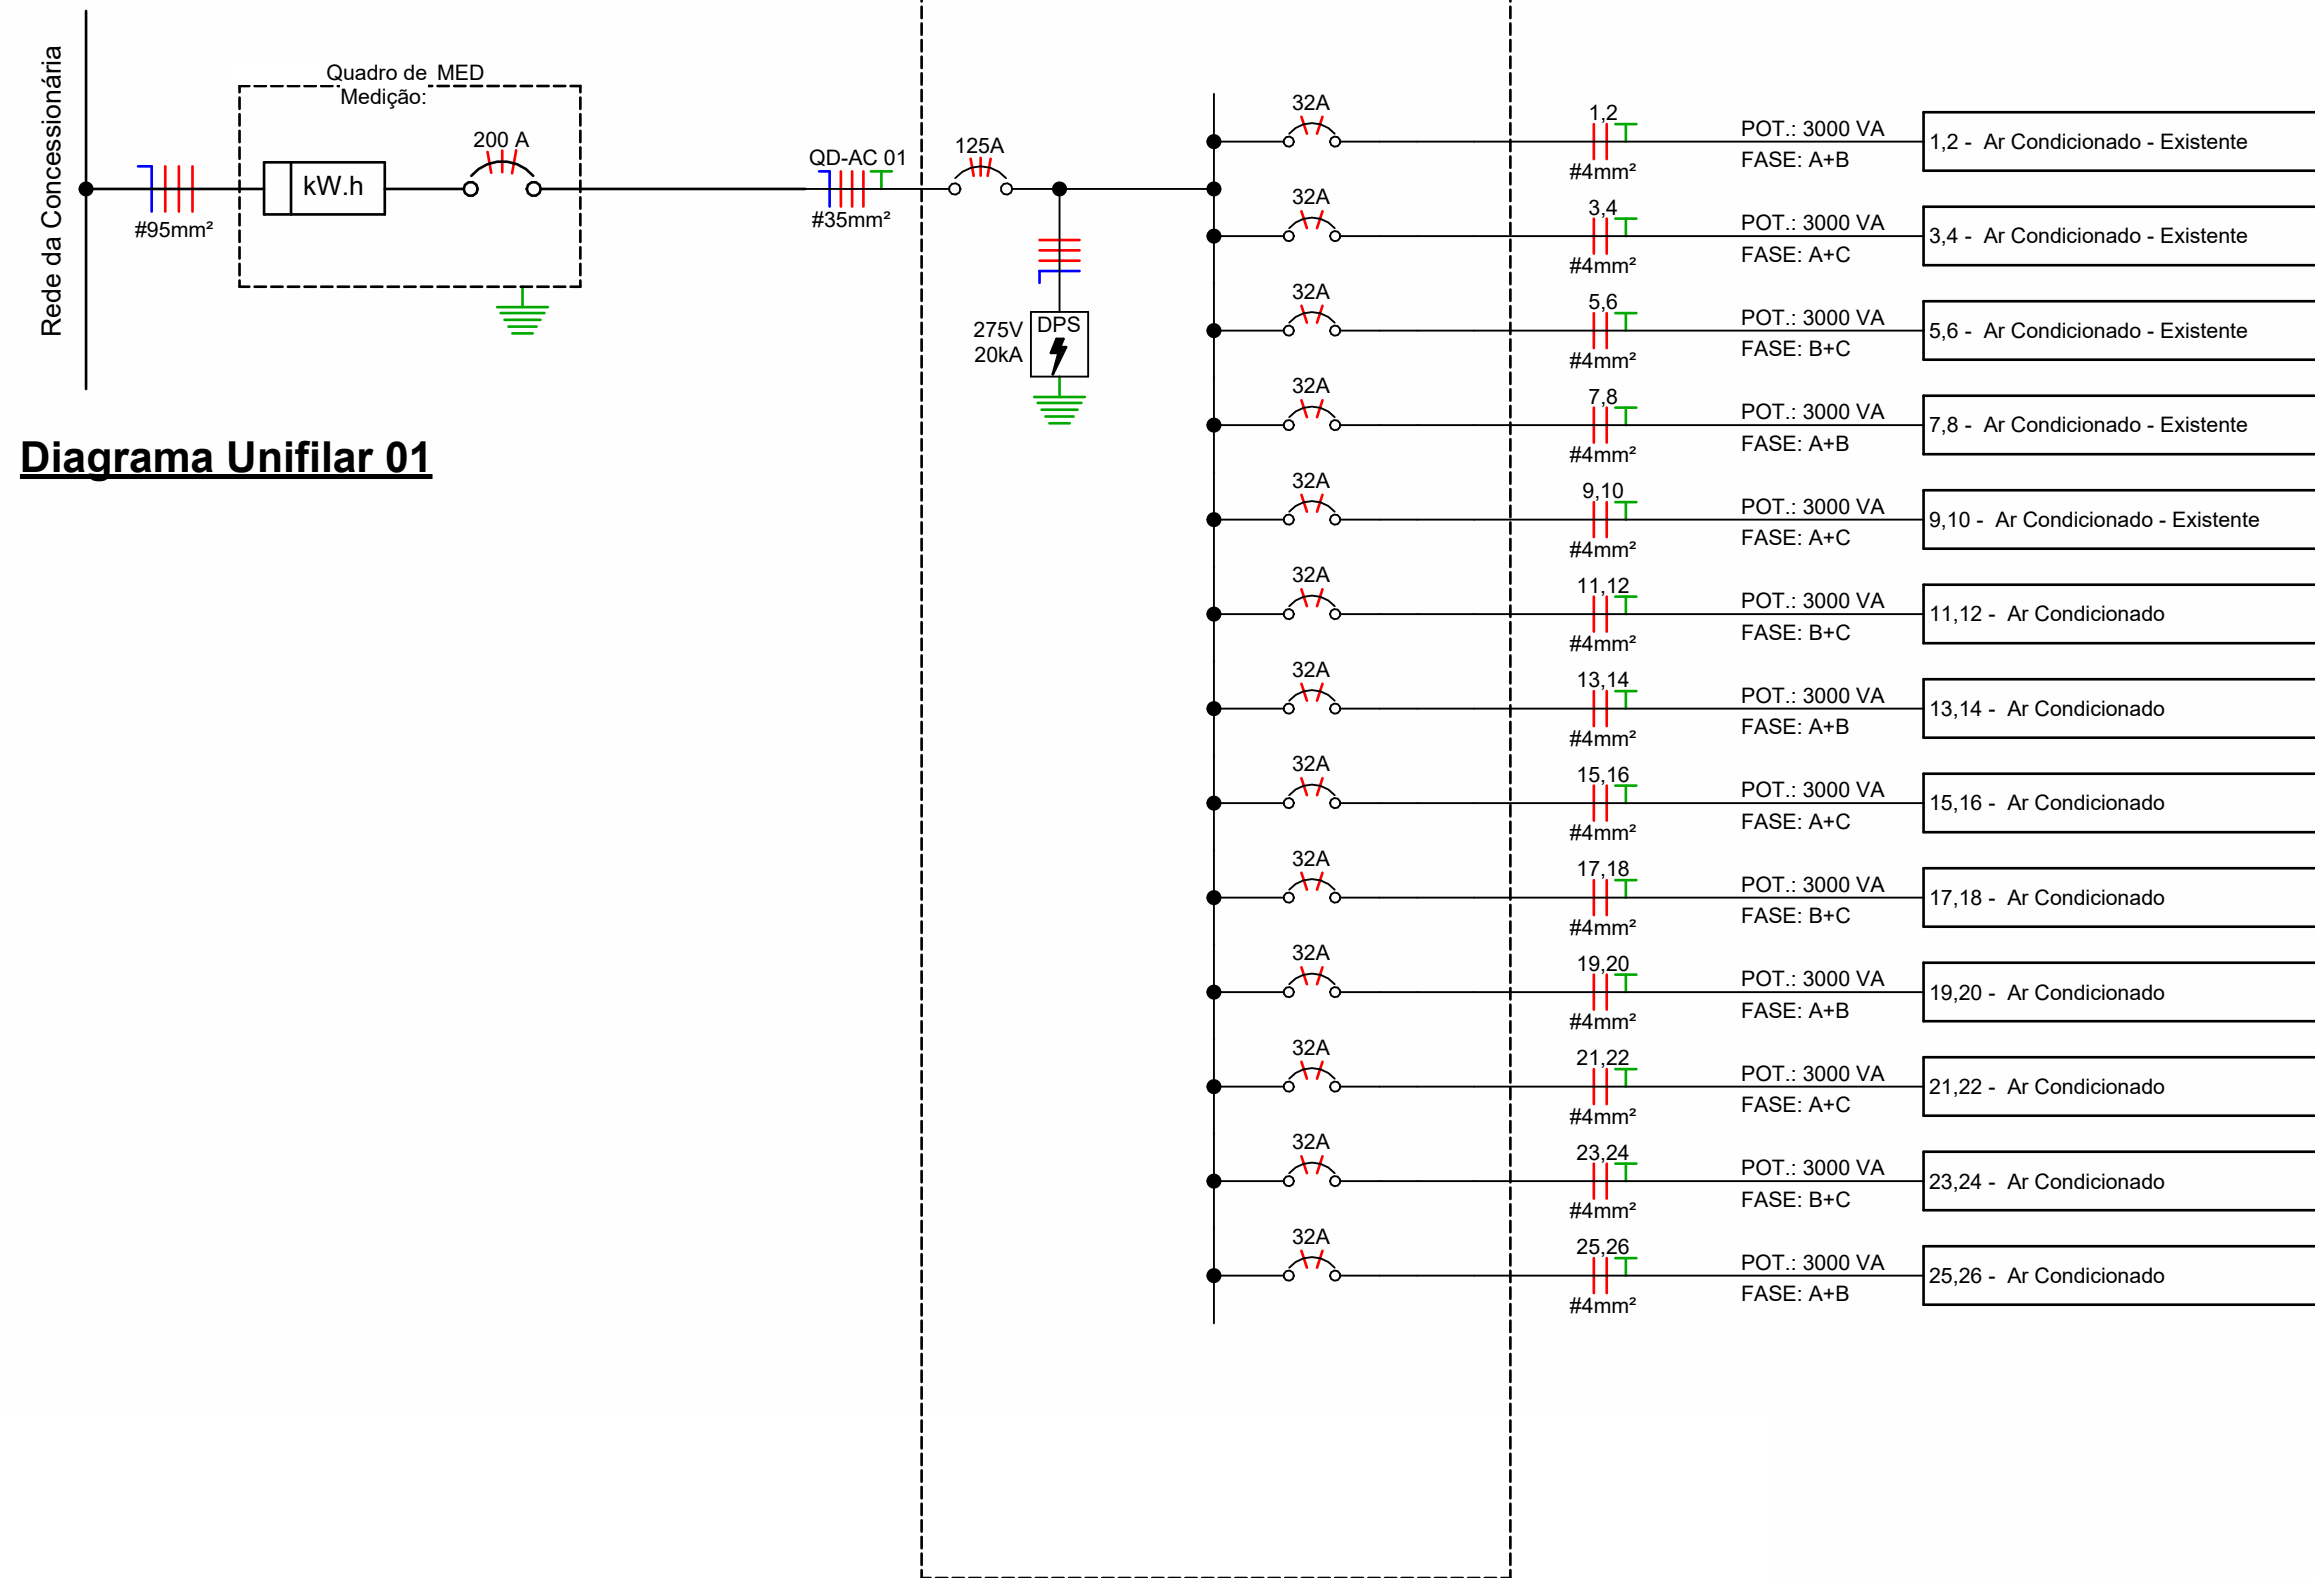 Rede da Concessionária
Quadro de MED
Medição:
200 A
kW.h
#95mm²
QD-AC 01
#35mm²
125A
275V
20kA
DPS
Diagrama Unifilar 01
32A
1,2
#4mm²
POT.: 3000 VA
FASE: A+B
1,2 - Ar Condicionado - Existente
32A
3,4
#4mm²
POT.: 3000 VA
FASE: A+C
3,4 - Ar Condicionado - Existente
32A
5,6
#4mm²
POT.: 3000 VA
FASE: B+C
5,6 - Ar Condicionado - Existente
32A
7,8
#4mm²
POT.: 3000 VA
FASE: A+B
7,8 - Ar Condicionado - Existente
32A
9,10
#4mm²
POT.: 3000 VA
FASE: A+C
9,10 - Ar Condicionado - Existente
32A
11,12
#4mm²
POT.: 3000 VA
FASE: B+C
11,12 - Ar Condicionado
32A
13,14
#4mm²
POT.: 3000 VA
FASE: A+B
13,14 - Ar Condicionado
32A
15,16
#4mm²
POT.: 3000 VA
FASE: A+C
15,16 - Ar Condicionado
32A
17,18
#4mm²
POT.: 3000 VA
FASE: B+C
17,18 - Ar Condicionado
32A
19,20
#4mm²
POT.: 3000 VA
FASE: A+B
19,20 - Ar Condicionado
32A
21,22
#4mm²
POT.: 3000 VA
FASE: A+C
21,22 - Ar Condicionado
32A
23,24
#4mm²
POT.: 3000 VA
FASE: B+C
23,24 - Ar Condicionado
32A
25,26
#4mm²
POT.: 3000 VA
FASE: A+B
25,26 - Ar Condicionado